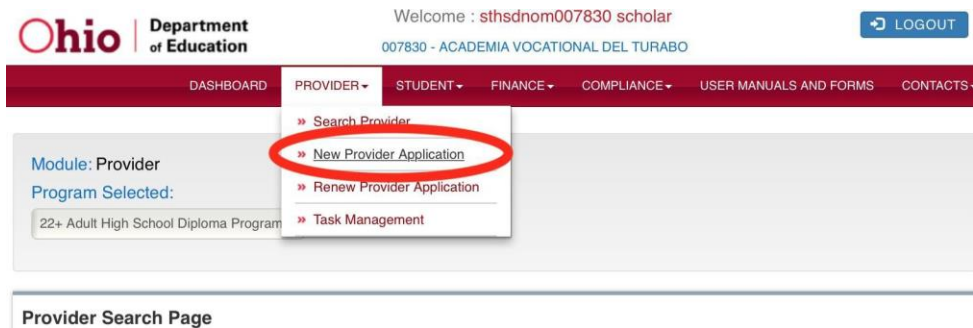 Ohio
Department
of Education
Welcome : sthsdnom007830 scholar
007830 - ACADEMIA VOCATIONAL DEL TURABO
LOGOUT
DASHBOARD PROVIDER STUDENT FINANCE COMPLIANCE USER MANUALS AND FORMS CONTACTS
» Search Provider
» New Provider Application
» Renew Provider Application
» Task Management
Module: Provider
Program Selected:
22+ Adult High School Diploma Program
Provider Search Page